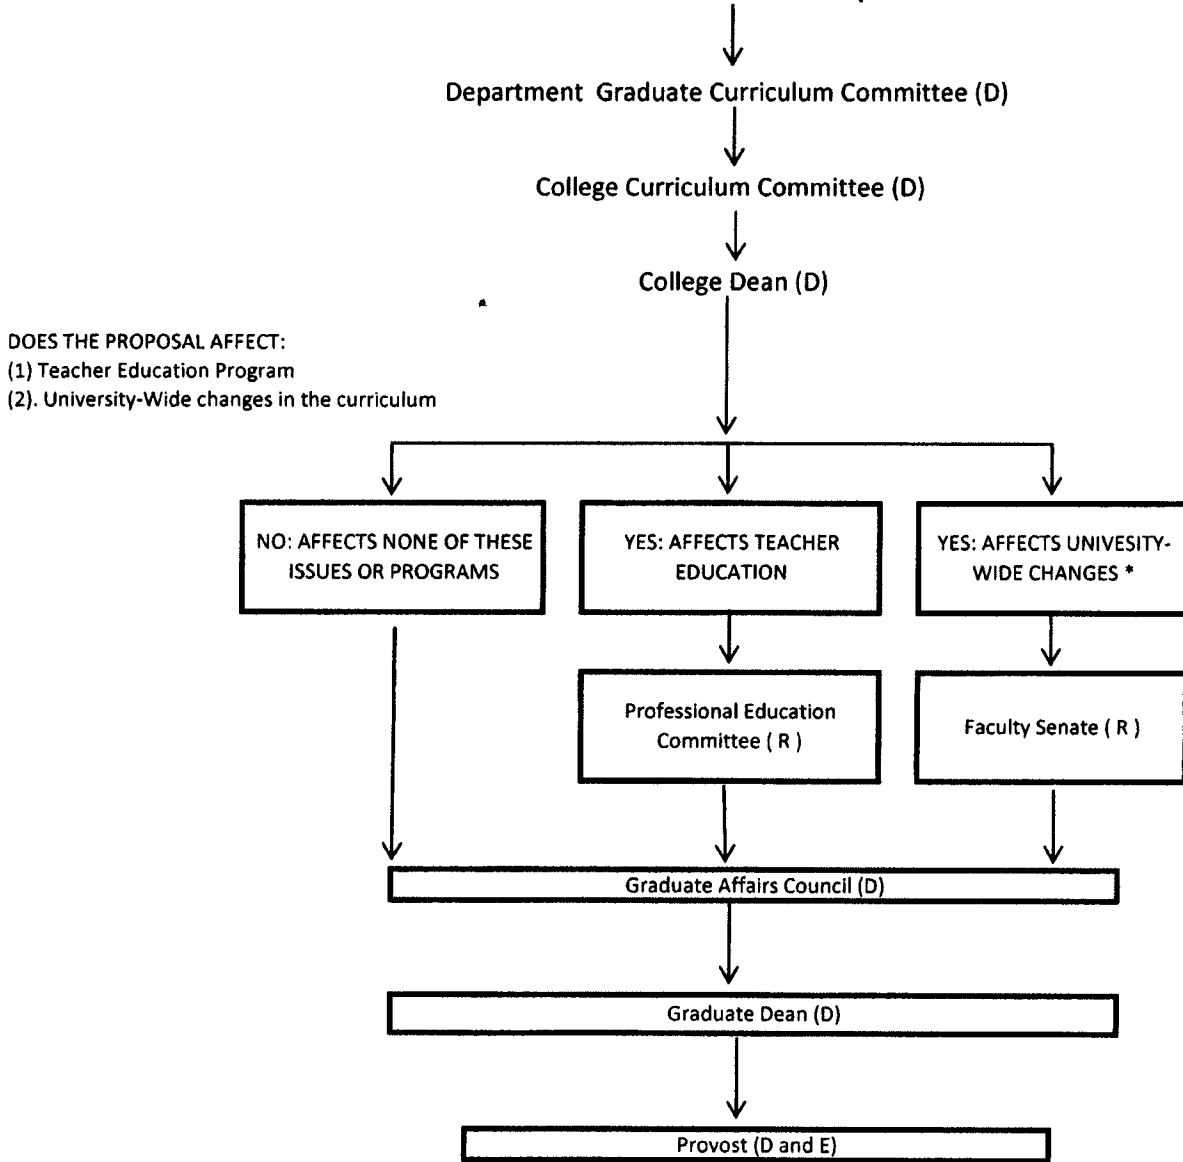 Department Graduate Curriculum Committee (D)
College Curriculum Committee (D)
College Dean (D)
DOES THE PROPOSAL AFFECT:
(1) Teacher Education Program
(2). University-Wide changes in the curriculum
NO: AFFECTS NONE OF THESE
ISSUES OR PROGRAMS
YES: AFFECTS TEACHER
EDUCATION
YES: AFFECTS UNIVESITY-
WIDE CHANGES *
Professional Education
Committee ( R )
Faculty Senate ( R )
Graduate Affairs Council (D)
Graduate Dean (D)
Provost (D and E)